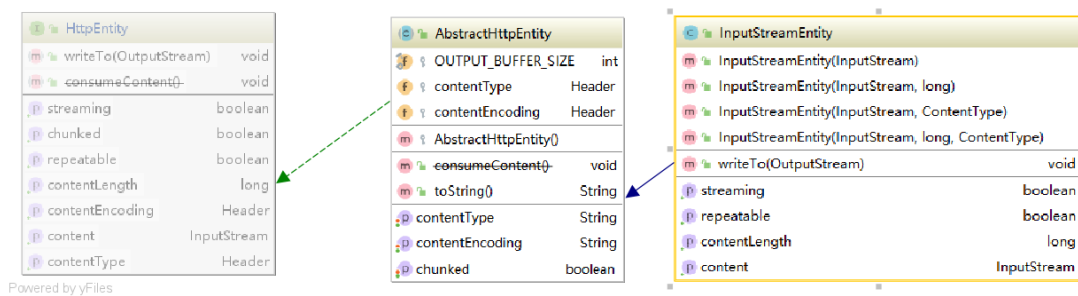 HttpEntity
writeTo(OutputStream) void
consumeContent() void
streaming boolean
chunked boolean
repeatable boolean
contentLength long
contentEncoding Header
content InputStream
contentType Header
Powered by yFiles
AbstractHttpEntity
OUTPUT_BUFFER_SIZE int
contentType Header
contentEncoding Header
AbstractHttpEntity()
consumeContent() void
toString() String
contentType String
contentEncoding String
chunked boolean
InputStreamEntity
InputStreamEntity(InputStream)
InputStreamEntity(InputStream, long)
InputStreamEntity(InputStream, ContentType)
InputStreamEntity(InputStream, long, ContentType)
writeTo(OutputStream) void
streaming boolean
repeatable boolean
contentLength long
content InputStream